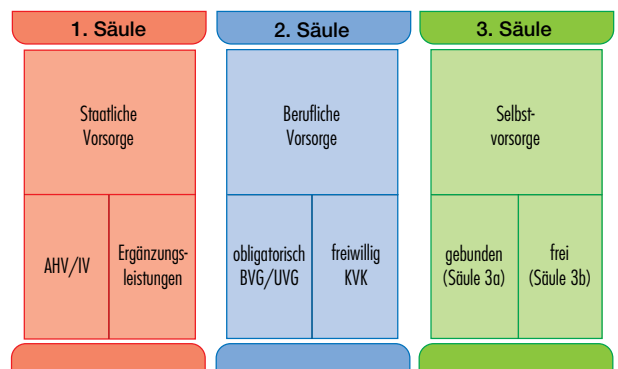 1. Säule
2. Säule
3. Säule
Staatliche
Vorsorge
Berufliche
Vorsorge
Selbst-
vorsorge
AHV/IV
Ergänzungs-
leistungen
obligatorisch
BVG/UVG
freiwillig
KVK
gebunden
(Säule 3a)
frei
(Säule 3b)